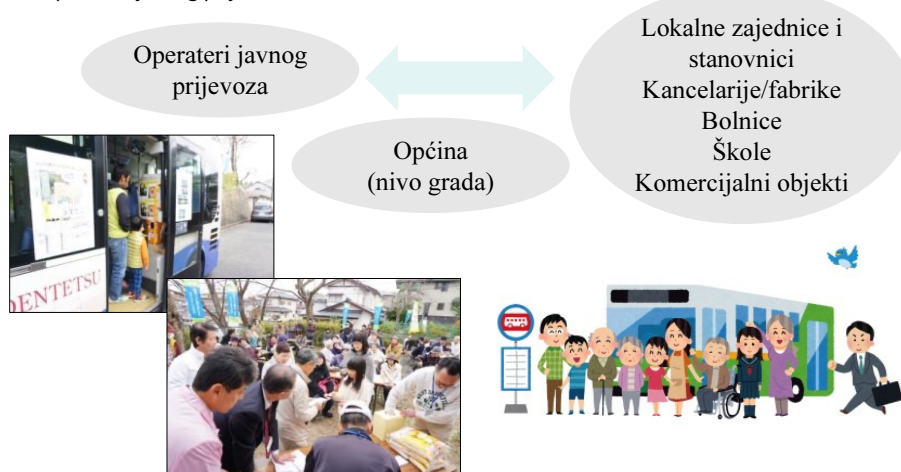 Operateri javnog
prijevoza
Lokalne zajednice i
stanovnici
Kancelarije/fabrike
Bolnice
Škole
Komercijalni objekti
Općina
(nivo grada)
DENTETSU